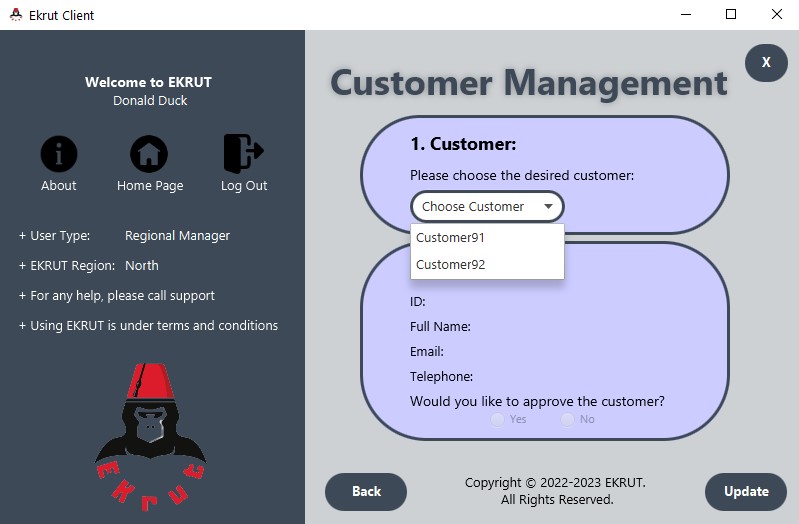 Ekrut Client
Welcome to EKRUT
Donald Duck
About
Home Page
Log Out
+ User Type: Regional Manager
+ EKRUT Region: North
+ For any help, please call support
+ Using EKRUT is under terms and conditions
Ekrut
X
Customer Management
1. Customer:
Please choose the desired customer:
Choose Customer
Customer91
Customer92
ID:
Full Name:
Email:
Telephone:
Would you like to approve the customer?
Yes No
Back
Copyright © 2022-2023 EKRUT.
All Rights Reserved.
Update